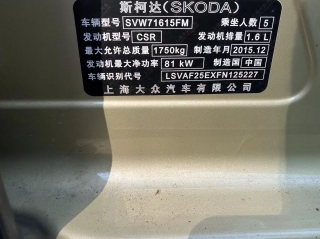 斯柯达(SKODA)
车辆型号 SVW71615FM 乘坐人数 5
发动机型号 CSR 发动机排量 1.6 L
最大允许总质量 1750kg 制造年月 2015.12
发动机最大净功率 81 kW 制造国 中国
车辆识别代号 LSVAF25EXFN125227
上海大众汽车有限公司